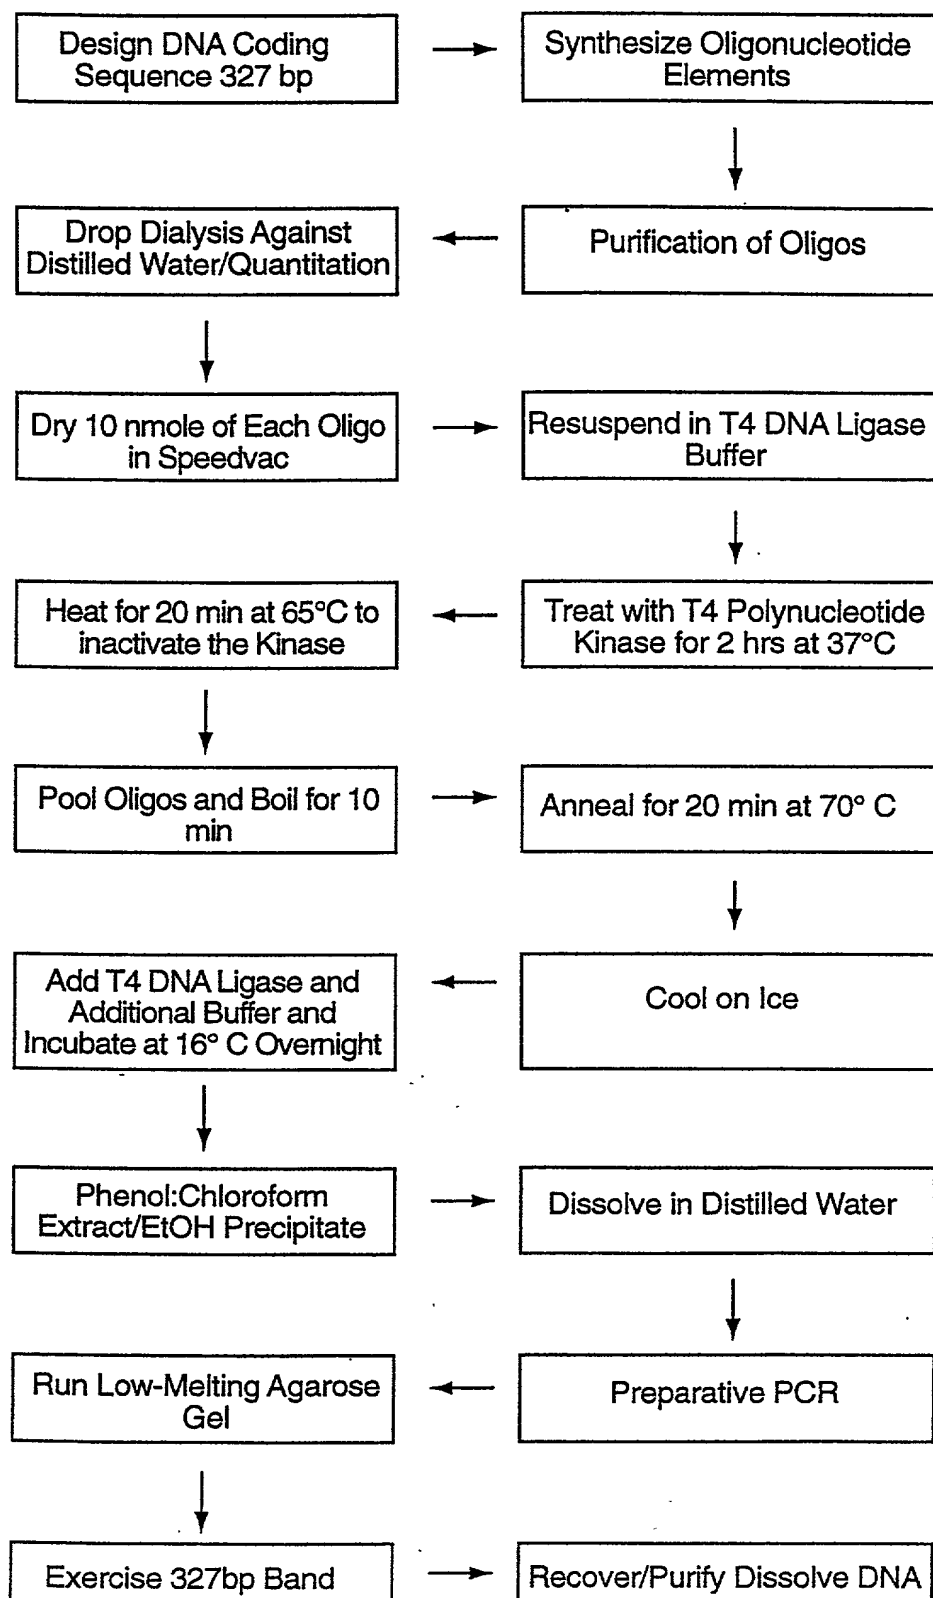 Design DNA Coding
Sequence 327 bp
Synthesize Oligonucleotide
Elements
Purification of Oligos
Drop Dialysis Against
Distilled Water/Quantitation
Dry 10 nmole of Each Oligo
in Speedvac
Resuspend in T4 DNA Ligase
Buffer
Treat with T4 Polynucleotide
Kinase for 2 hrs at 37°C
Heat for 20 min at 65°C to
inactivate the Kinase
Pool Oligos and Boil for 10
min
Anneal for 20 min at 70° C
Cool on Ice
Add T4 DNA Ligase and
Additional Buffer and
Incubate at 16° C Overnight
Phenol:Chloroform
Extract/EtOH Precipitate
Dissolve in Distilled Water
Preparative PCR
Run Low-Melting Agarose
Gel
Exercise 327bp Band
Recover/Purify Dissolve DNA